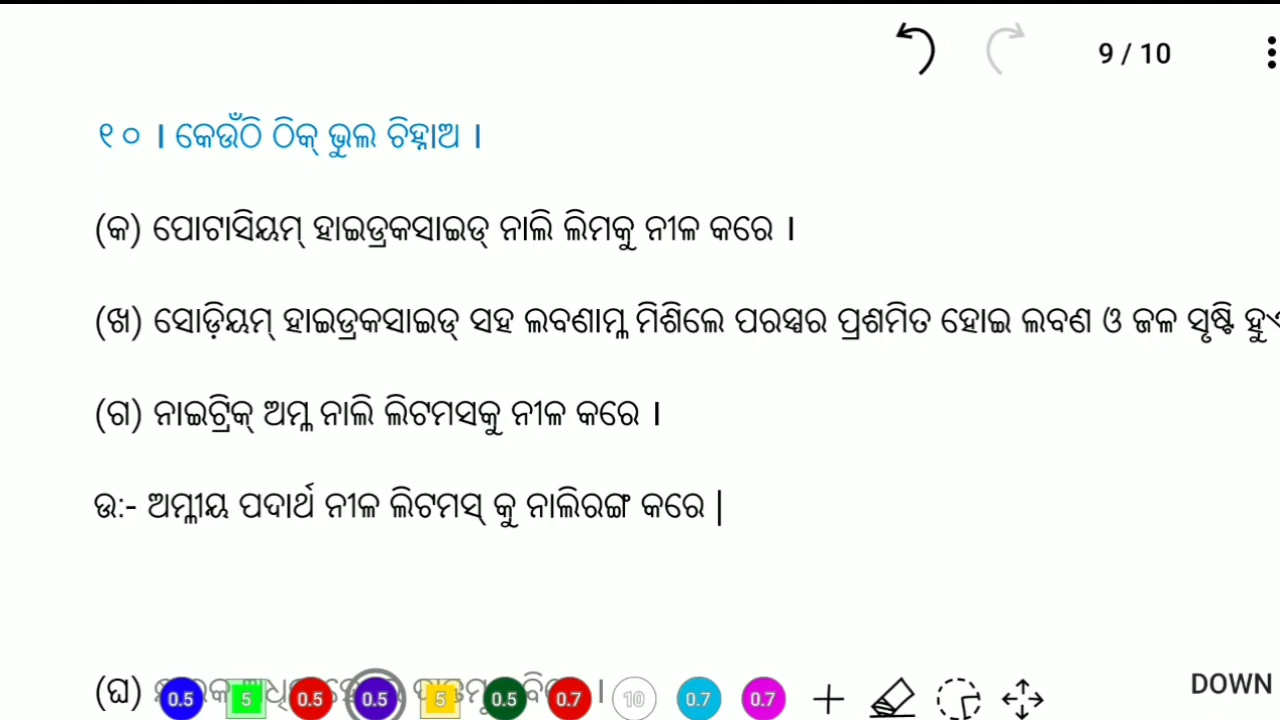 9 / 10
୧୦ । କେଉଁଠି ଠିକ୍ ଭୁଲ ଚିହ୍ନାଅ ।
(କ) ପୋଟାସିୟମ୍ ହାଇଡ୍ରକସାଇଡ୍ ନାଲି ଲିମକୁ ନୀଳ କରେ ।
(ଖ) ସୋଡ଼ିୟମ୍ ହାଇଡ୍ରକସାଇଡ୍ ସହ ଲବଣାମ୍ଳ ମିଶିଲେ ପରସ୍ପର ପ୍ରଶମିତ ହୋଇ ଲବଣ ଓ ଜଳ ସୃଷ୍ଟି
(ଗ) ନାଇଟ୍ରିକ୍ ଅମ୍ଳ ନାଲି ଲିଟମସକୁ ନୀଳ କରେ ।
ଉ:- ଅମ୍ଳୀୟ ପଦାର୍ଥ ନୀଳ ଲିଟମସ୍ କୁ ନାଲିରଙ୍ଗ କରେ |
(ଘ)
0.5 5 0.5 0.5 5 0.5 0.7 10 0.7 0.7 DOWN